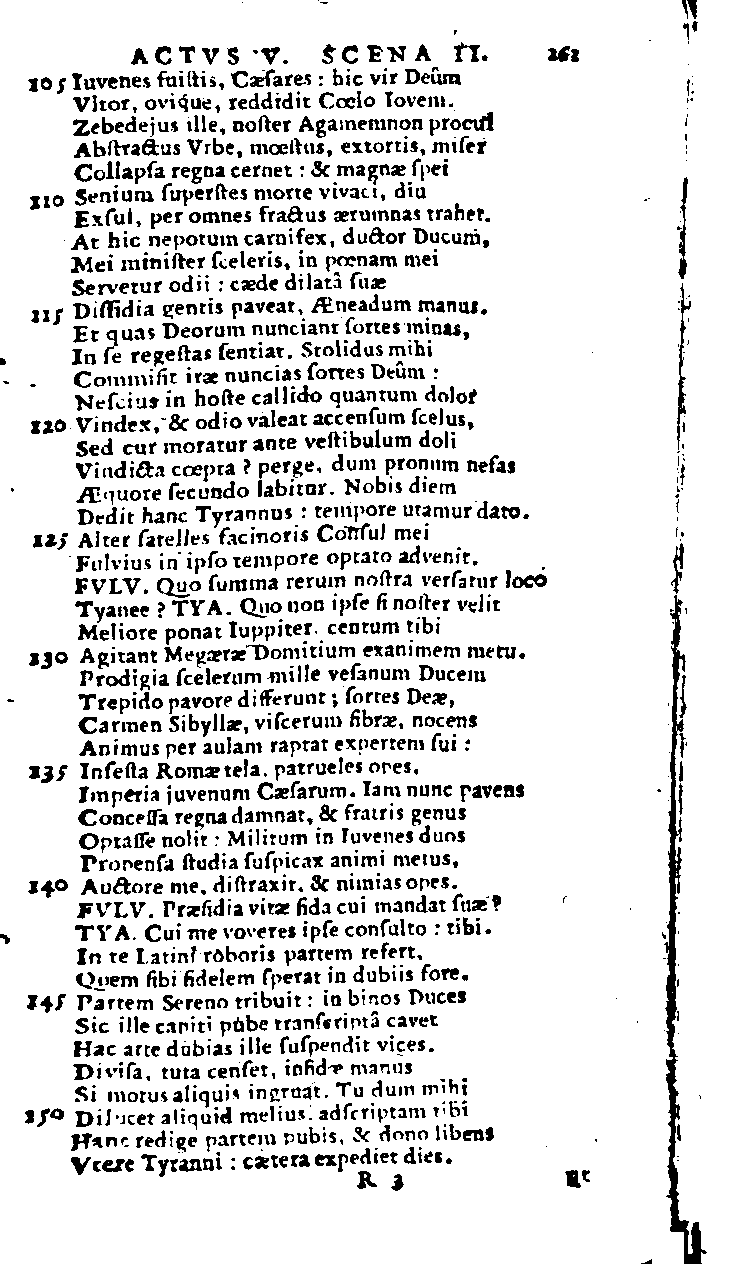 ACTVS V. SCENA II. 261
105 Iuvenes fuiſtis, Cæſares : hic vir Deûm
Vltor, ovíque, reddidit Cœlo Iovem.
Zebedejus ille, noſter Agamemnon procul
Abſtractus Vrbe, mœſtus, extortis, miſer
Collapſa regna cernet : & magnæ ſpei
110 Senium ſuperſtes morte vivaci, diu
Exſul, per omnes fractus ærumnas trahet.
At hic nepotum carnifex, ductor Ducum,
Mei miniſter ſceleris, in pœnam mei
Servetur odii : cæde dilatâ ſuæ
115 Diſſidia gentis paveat, Æneadum manus.
Et quas Deorum nunciant ſortes minas,
In ſe regeſtas ſentiat. Stolidus mihi
Commiſit iræ nuncias ſortes Deûm :
Neſcius in hoſte callido quantum dolor
120 Vindex, & odio valeat accenſum ſcelus,
Sed cur moratur ante veſtibulum doli
Vindicta cœpta ? perge, dum pronum nefas
Æquore ſecundo labitur. Nobis diem
Dedit hanc Tyrannus : tempore utamur dato.
125 Alter ſatelles facinoris Conſul mei
Fulvius in ipſo tempore optato advenit.
FVLV. Quo ſumma rerum noſtra verſatur loco
Tyanee ? TYA. Quo non ipſe ſi noſter velit
Meliore ponat Iuppiter. centum tibi
130 Agitant Megæræ Domitium exanimem metu.
Prodigia ſcelerum mille veſanum Ducem
Trepido pavore differunt ; ſortes Deæ,
Carmen Sibyllæ, viſcerum fibræ, nocens
Animus per aulam raptat expertem ſui :
135 Infeſta Romæ tela, patrueles opes,
Imperia juvenum Cæſarum. Iam nunc pavens
Conceſſa regna damnat, & fratris genus
Optaſſe nolit : Militum in Iuvenes duos
Propenſa ſtudia ſuſpicax animi metus,
140 Auctore me, diſtraxit, & nimias opes.
FVLV. Præſidia vitæ fida cui mandat ſuæ ?
TYA. Cui me voveres ipſe conſulto : tibi.
In te Latini roboris partem refert,
Quem ſibi fidelem ſperat in dubiis fore.
145 Partem Sereno tribuit : in binos Duces
Sic ille capiti pube tranſcriptâ cavet
Hac arte dubias ille ſuſpendit vices.
Diviſa, tuta cenſet, infidæ manus
Si motus aliquis ingruat. Tu dum mihi
150 Dilucet aliquid melius, adſcriptam tibi
Hanc redige partem pubis, & dono libens
Vtere Tyranni : cætera expediet dies.
R 3 Et